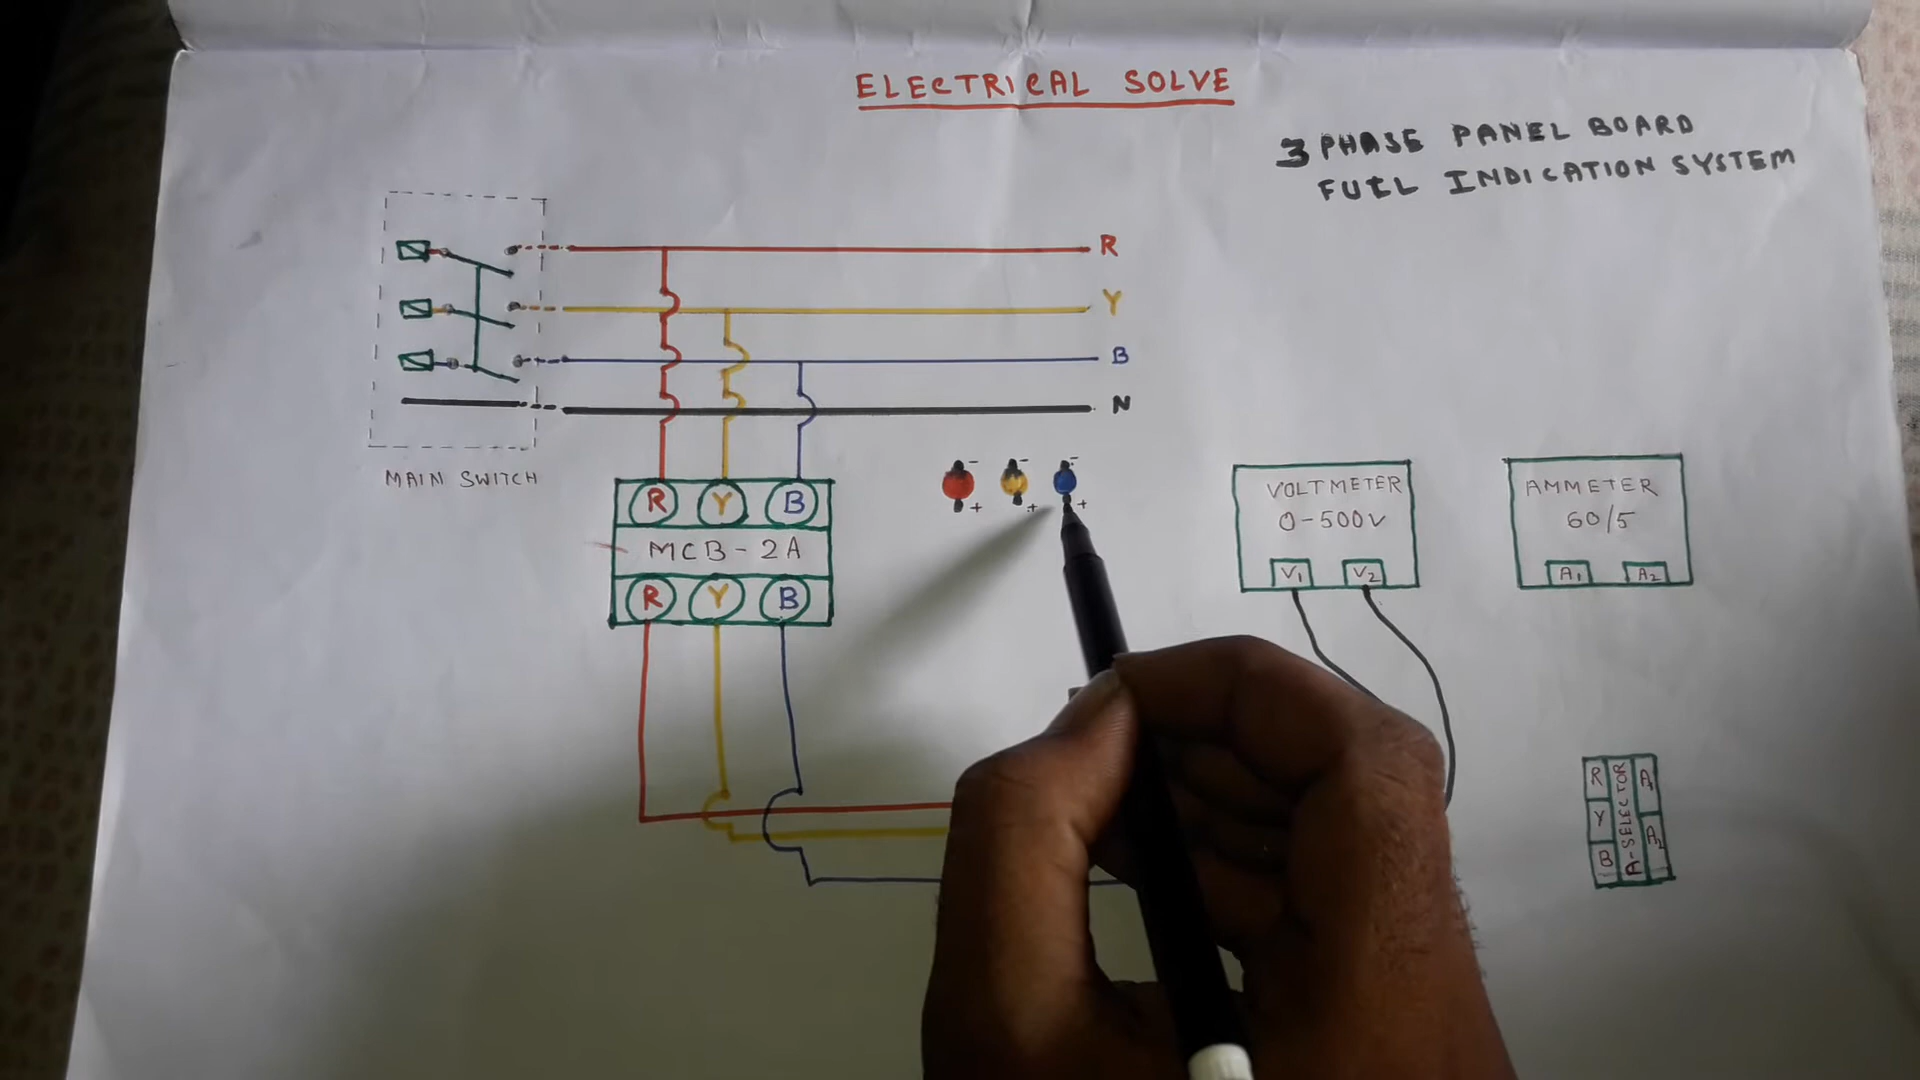 ELECTRICAL SOLVE
3 PHASE PANEL BOARD
FULL INDICATION SYSTEM
R
Y
B
N
MAIN SWITCH
R Y B
MCB-2A
R Y B
- - -
+ + +
VOLTMETER
0-500V
V1 V2
AMMETER
60/5
A1 A2
R
Y
B
A-SELECTOR
A1
A2